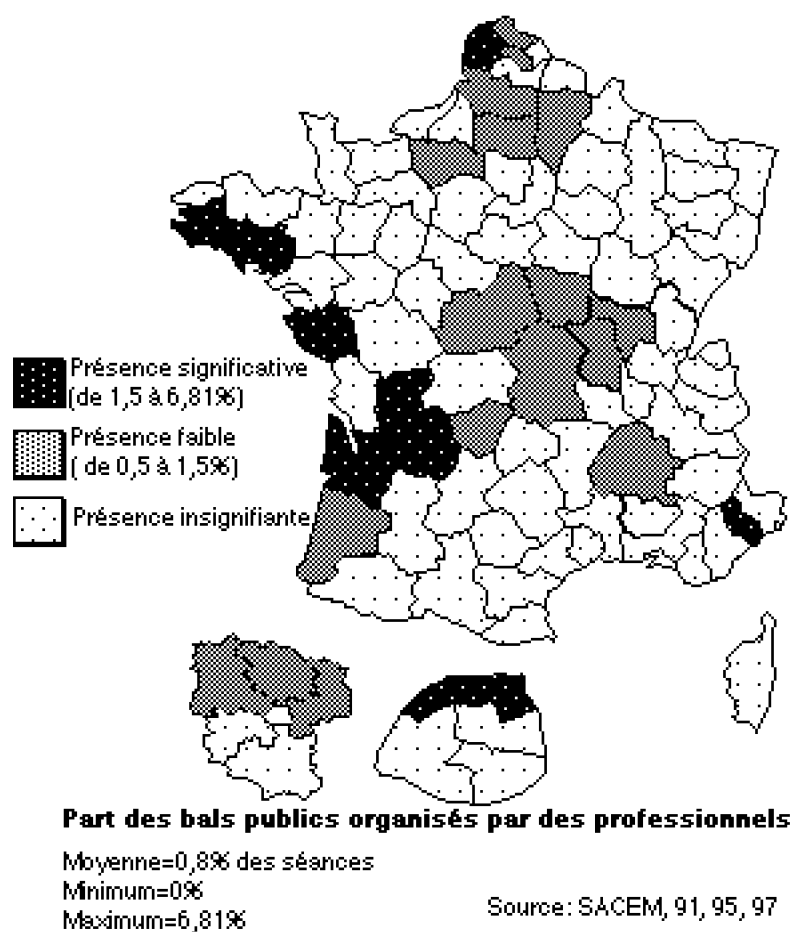 Présence significative
(de 1,5 à 6,81%)
Présence faible
( de 0,5 à 1,5%)
Présence insignifiante
Part des bals publics organisés par des professionnels
Moyenne=0,8% des séances
Minimum=0%
Maximum=6,81%
Source: SACEM, 91, 95, 97